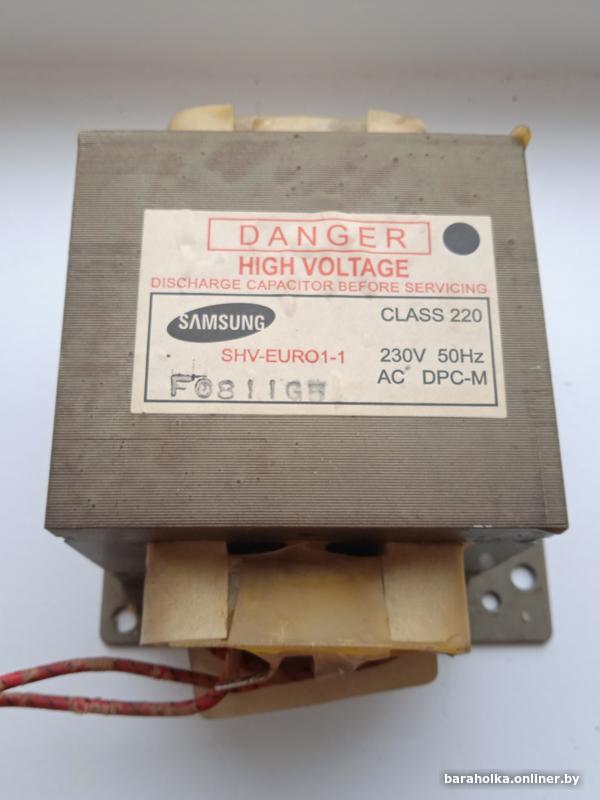 DANGER
HIGH VOLTAGE
DISCHARGE CAPACITOR BEFORE SERVICING
SAMSUNG
CLASS 220
SHV-EURO1-1
230V 50Hz
AC DPC-M
baraholka.onliner.by